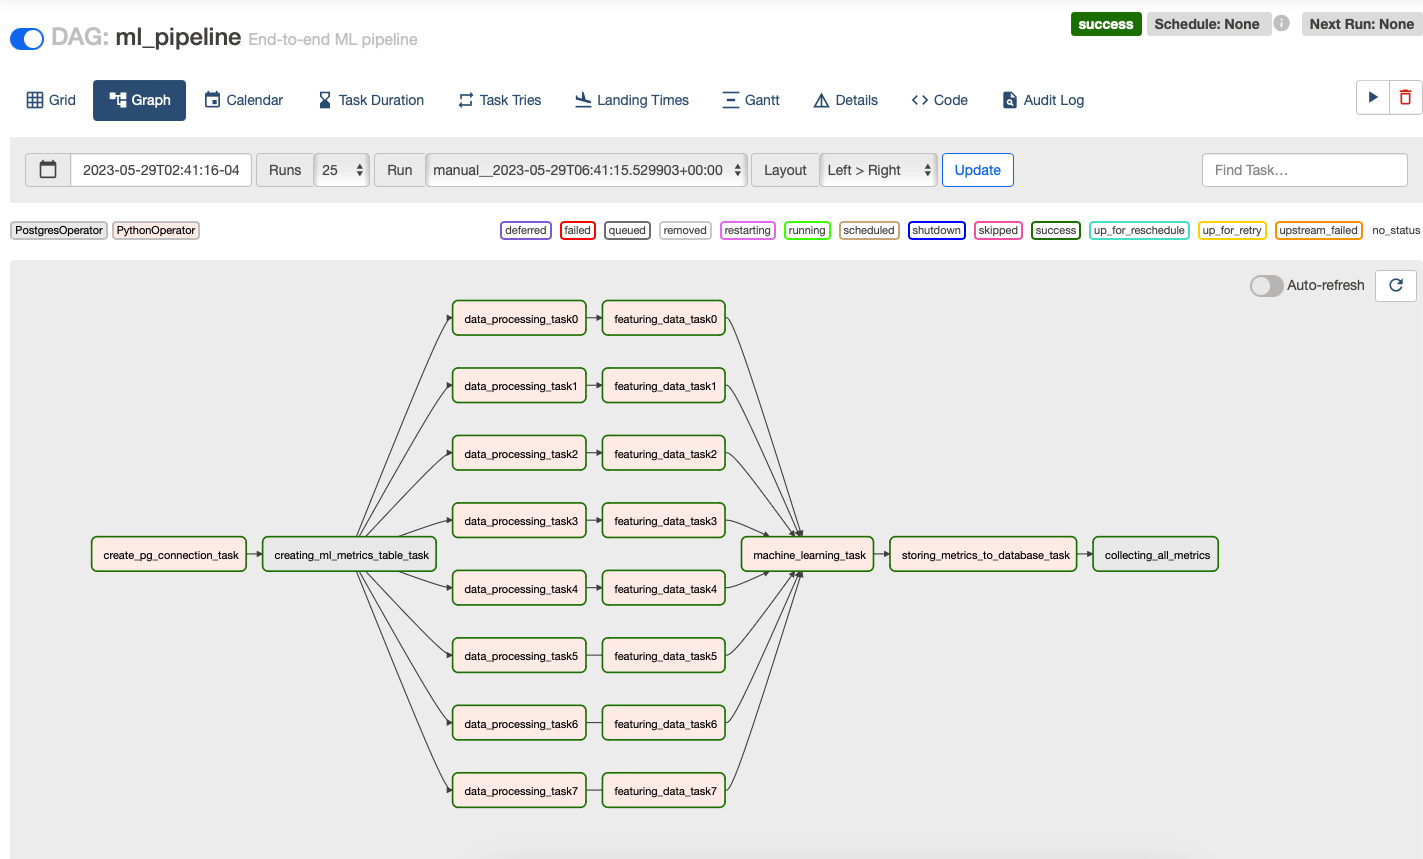 DAG: ml_pipeline End-to-end ML pipeline
success Schedule: None Next Run: None
Grid Graph Calendar Task Duration Task Tries Landing Times Gantt Details Code Audit Log
2023-05-29T02:41:16-04 Runs 25 Run manual__2023-05-29T06:41:15.529903+00:00 Layout Left > Right Update Find Task...
PostgresOperator PythonOperator deferred failed queued removed restarting running scheduled shutdown skipped success up_for_reschedule up_for_retry upstream_failed no_status
Auto-refresh
data_processing_task0 featuring_data_task0
data_processing_task1 featuring_data_task1
data_processing_task2 featuring_data_task2
data_processing_task3 featuring_data_task3
create_pg_connection_task creating_ml_metrics_table_task machine_learning_task storing_metrics_to_database_task collecting_all_metrics
data_processing_task4 featuring_data_task4
data_processing_task5 featuring_data_task5
data_processing_task6 featuring_data_task6
data_processing_task7 featuring_data_task7